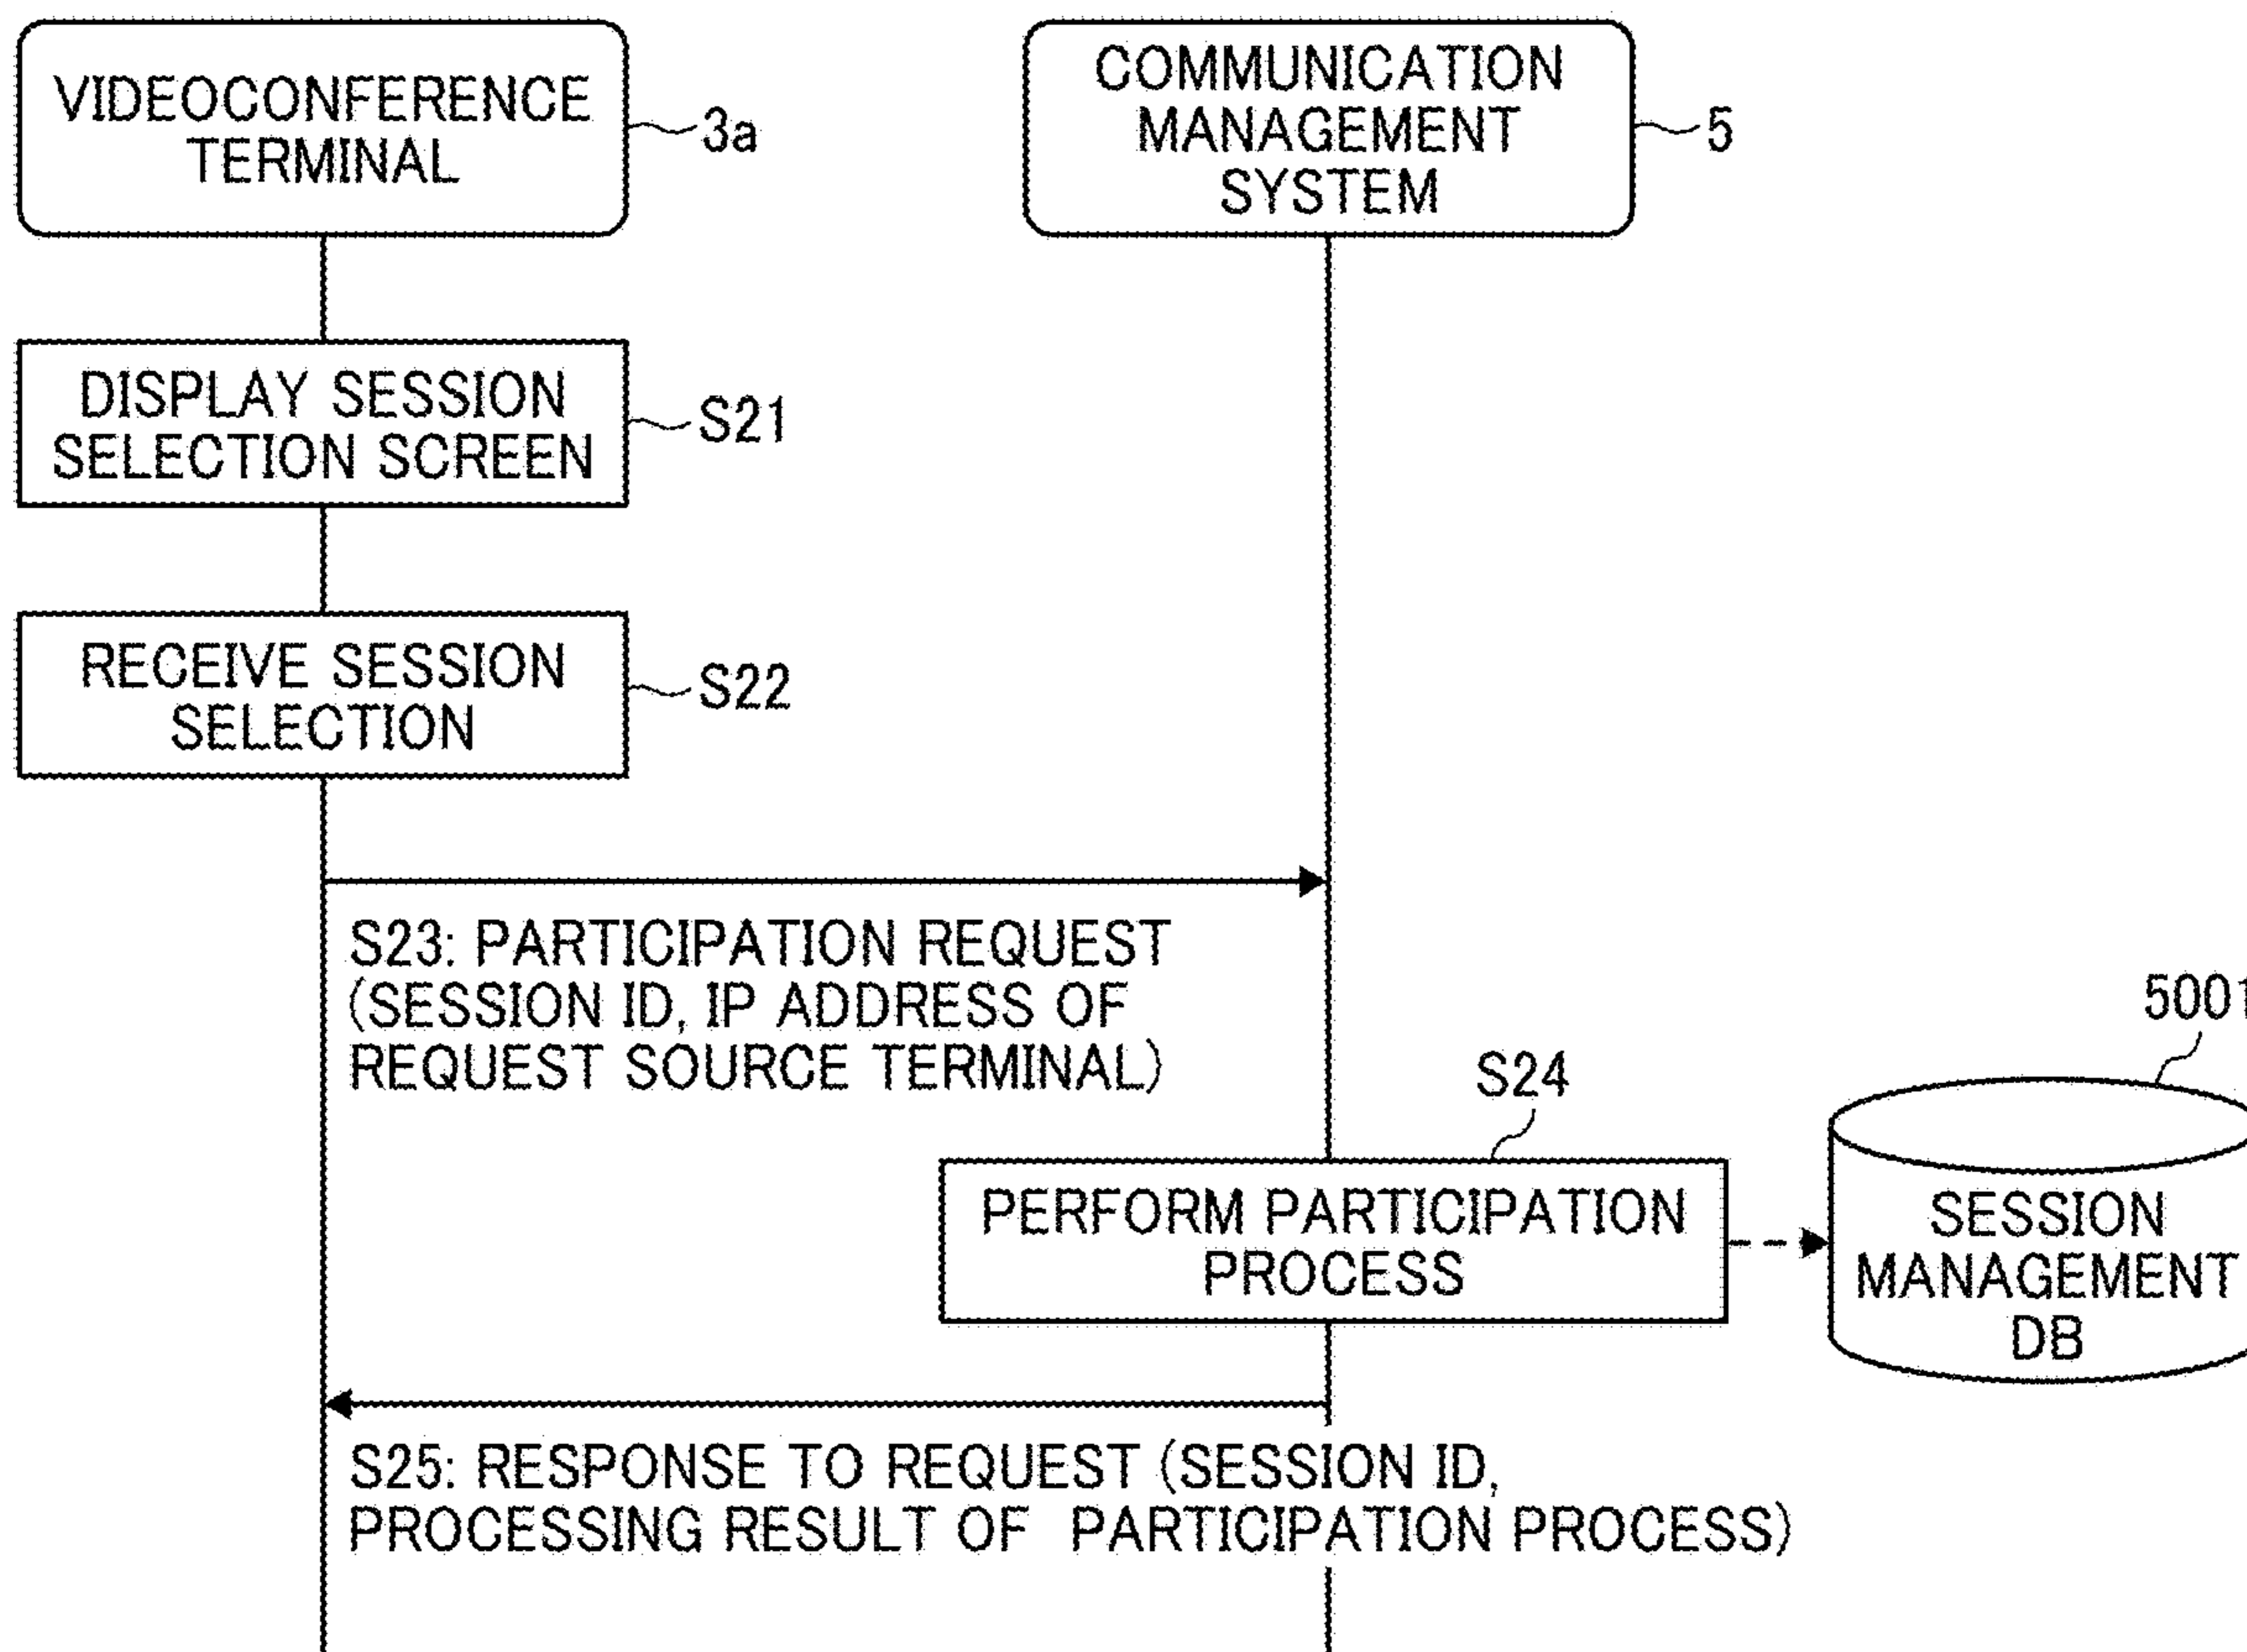 VIDEOCONFERENCE
TERMINAL
3a
COMMUNICATION
MANAGEMENT
SYSTEM
5
DISPLAY SESSION
SELECTION SCREEN
S21
RECEIVE SESSION
SELECTION
S22
S23: PARTICIPATION REQUEST
(SESSION ID, IP ADDRESS OF
REQUEST SOURCE TERMINAL)
S24
PERFORM PARTICIPATION
PROCESS
5001
SESSION
MANAGEMENT
DB
S25: RESPONSE TO REQUEST (SESSION ID,
PROCESSING RESULT OF PARTICIPATION PROCESS)